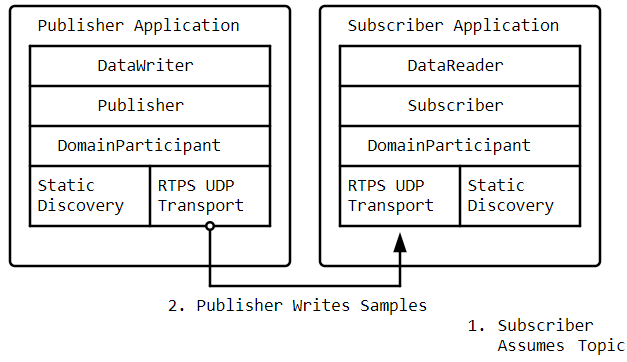 Publisher Application
DataWriter
Publisher
DomainParticipant
Static
Discovery
RTPS UDP
Transport
Subscriber Application
DataReader
Subscriber
DomainParticipant
RTPS UDP
Transport
Static
Discovery
2. Publisher Writes Samples
1. Subscriber
Assumes Topic